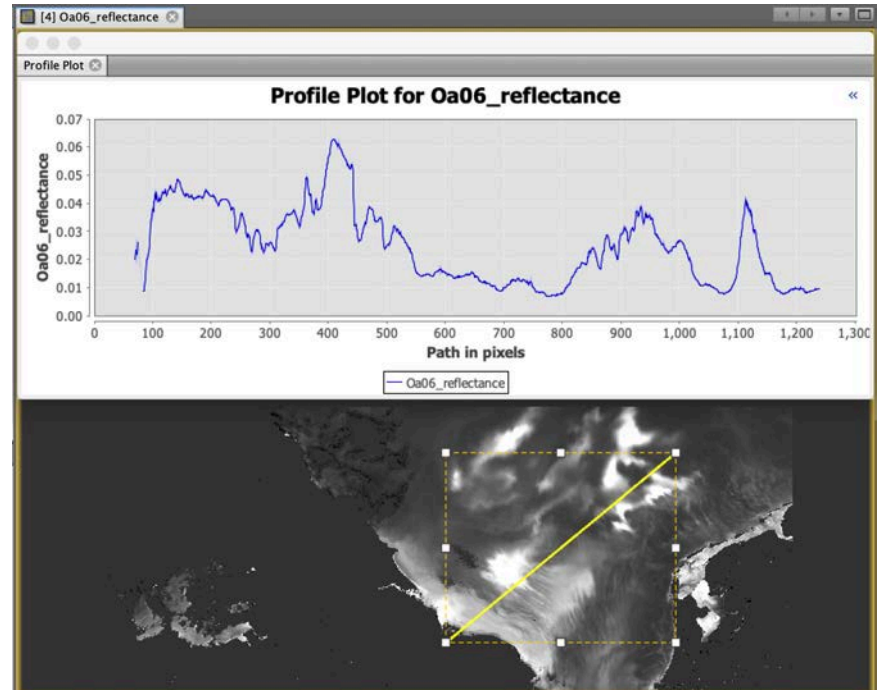 [4] Oa06_reflectance
Profile Plot
Profile Plot for Oa06_reflectance
«
Oa06_reflectance
0.07
0.06
0.05
0.04
0.03
0.02
0.01
0.00
0 100 200 300 400 500 600 700 800 900 1,000 1,100 1,200 1,300
Path in pixels
Oa06_reflectance